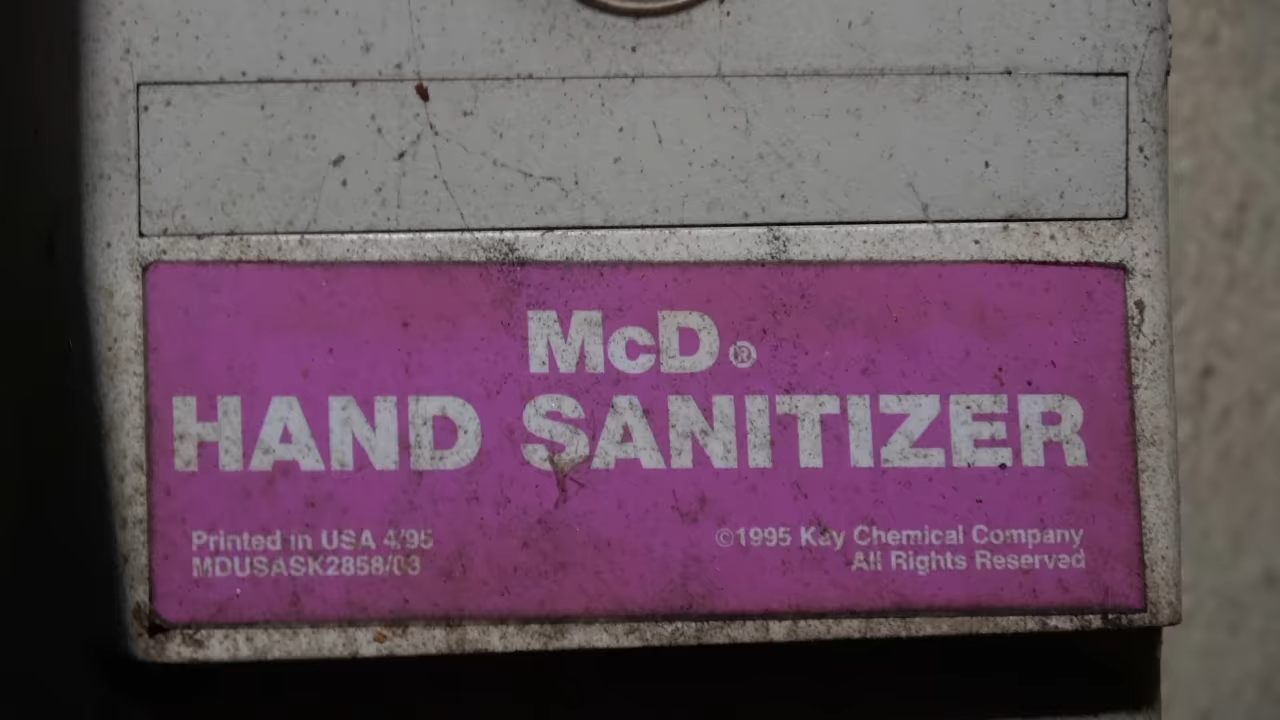 McD®
HAND SANITIZER
Printed in USA 4/95
MDUSASK2858/03
©1995 Kay Chemical Company
All Rights Reserved